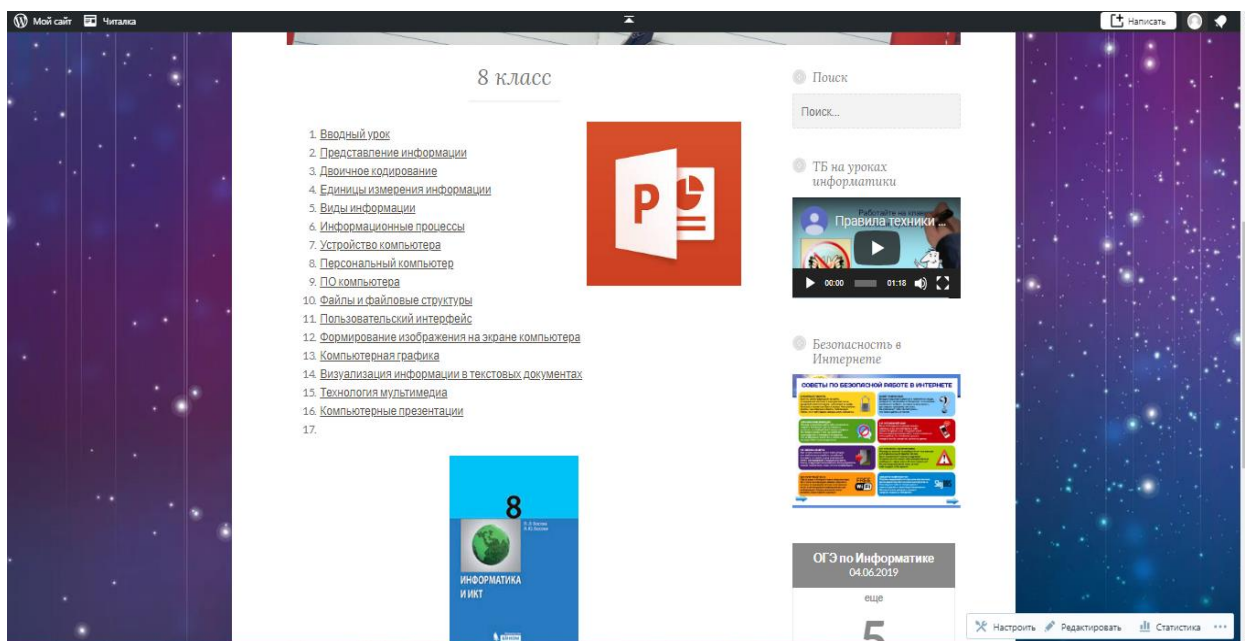 Мой сайт Читалка Написать
8 класс
1. Вводный урок
2. Представление информации
3. Двоичное кодирование
4. Единицы измерения информации
5. Виды информации
6. Информационные процессы
7. Устройство компьютера
8. Персональный компьютер
9. ПО компьютера
10. Файлы и файловые структуры
11. Пользовательский интерфейс
12. Формирование изображения на экране компьютера
13. Компьютерная графика
14. Визуализация информации в текстовых документах
15. Технология мультимедиа
16. Компьютерные презентации
17.
P
8
ИНФОРМАТИКА
И ИКТ
Поиск
Поиск...
ТБ на уроках
информатики
Правила техники ...
00:00 01:18
Безопасность в
Интернете
СОВЕТЫ ПО БЕЗОПАСНОЙ РАБОТЕ В ИНТЕРНЕТЕ
ОГЭ по Информатике
04.06.2019
еще
5
Настроить Редактировать Статистика